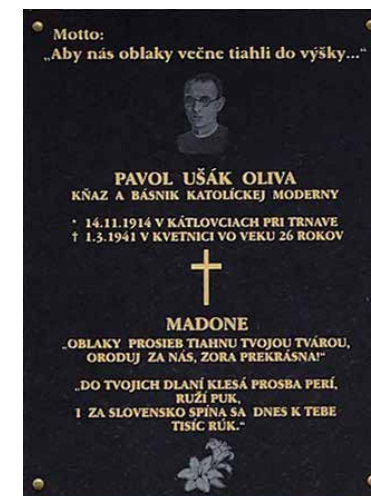 Motto:
„Aby nás oblaky večne tiahli do výšky...“
PAVOL UŠÁK OLIVA
KŇAZ A BÁSNIK KATOLÍCKEJ MODERNY
* 14.11.1914 V KÁTLOVCIACH PRI TRNAVE
† 1.3.1941 V KVETNICI VO VEKU 26 ROKOV
MADONE
„OBLAKY PROSIEB TIAHNU TVOJOU TVÁROU,
ORODUJ ZA NÁS, ZORA PREKRÁSNA!“
„DO TVOJICH DLANÍ KLESÁ PROSBA PERÍ,
RUŽÍ PUK,
I ZA SLOVENSKO SPÍNA SA DNES K TEBE
TISÍC RÚK.“